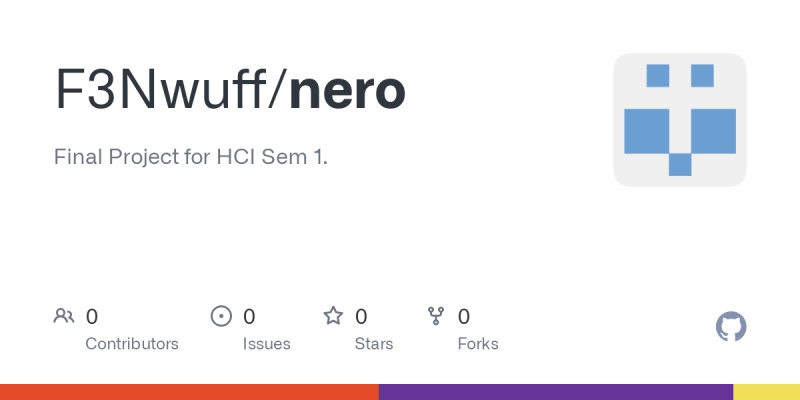 F3Nwuff/nero
Final Project for HCI Sem 1.
0 0 0 0
Contributors Issues Stars Forks